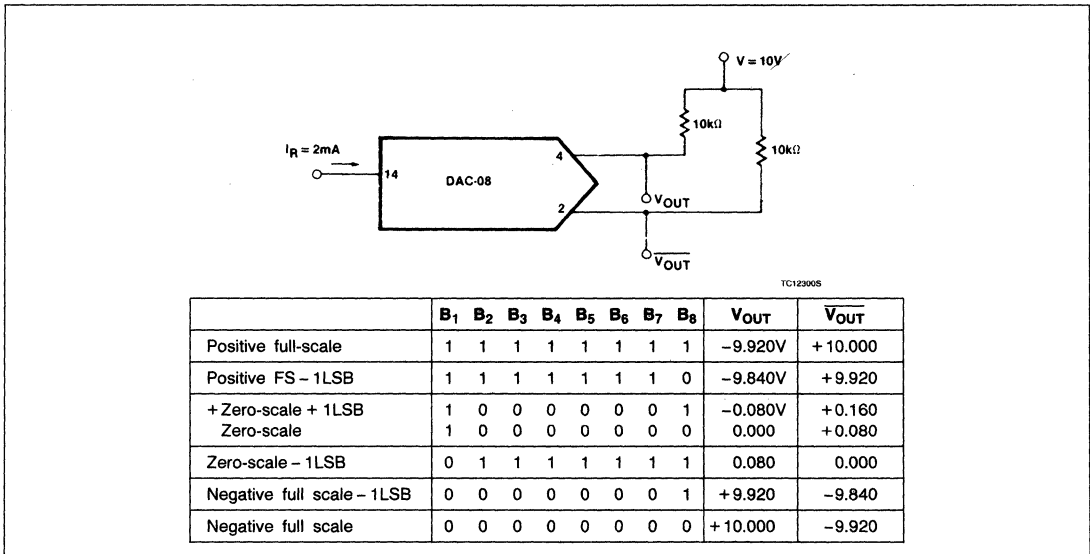 V = 10V
10kΩ
10kΩ
I_R = 2mA
14
DAC-08
4
2
V_OUT
V̅_O̅U̅T̅
TC12300S
B₁ B₂ B₃ B₄ B₅ B₆ B₇ B₈ V_OUT V̅_O̅U̅T̅
Positive full-scale 1 1 1 1 1 1 1 1 −9.920V +10.000
Positive FS – 1LSB 1 1 1 1 1 1 1 0 −9.840V +9.920
+ Zero-scale + 1LSB 1 0 0 0 0 0 0 1 −0.080V +0.160
Zero-scale 1 0 0 0 0 0 0 0 0.000 +0.080
Zero-scale – 1LSB 0 1 1 1 1 1 1 1 0.080 0.000
Negative full scale – 1LSB 0 0 0 0 0 0 0 1 +9.920 −9.840
Negative full scale 0 0 0 0 0 0 0 0 +10.000 −9.920